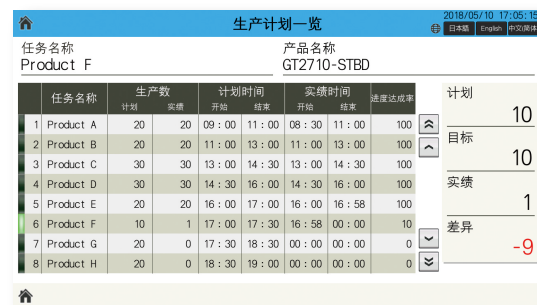 生产计划一览
2018/05/10 17:05:15
日本語 English 中文(简体
任务名称 产品名称
Product F GT2710-STBD
任务名称 生产数 计划时间 实绩时间 进度达成率
计划 实绩 开始 结束 开始 结束
1 Product A 20 20 09:00 11:00 08:30 11:00 100
2 Product B 20 20 11:00 13:00 11:00 13:00 100
3 Product C 30 30 13:00 14:30 13:00 14:30 100
4 Product D 30 30 14:30 16:00 14:30 16:00 100
5 Product E 20 20 16:00 17:00 16:00 16:58 100
6 Product F 10 1 17:00 17:30 16:58 00:00 10
7 Product G 20 0 17:30 18:30 00:00 00:00 0
8 Product H 20 0 18:30 19:00 00:00 00:00 0
计划
10
目标
10
实绩
1
差异
-9